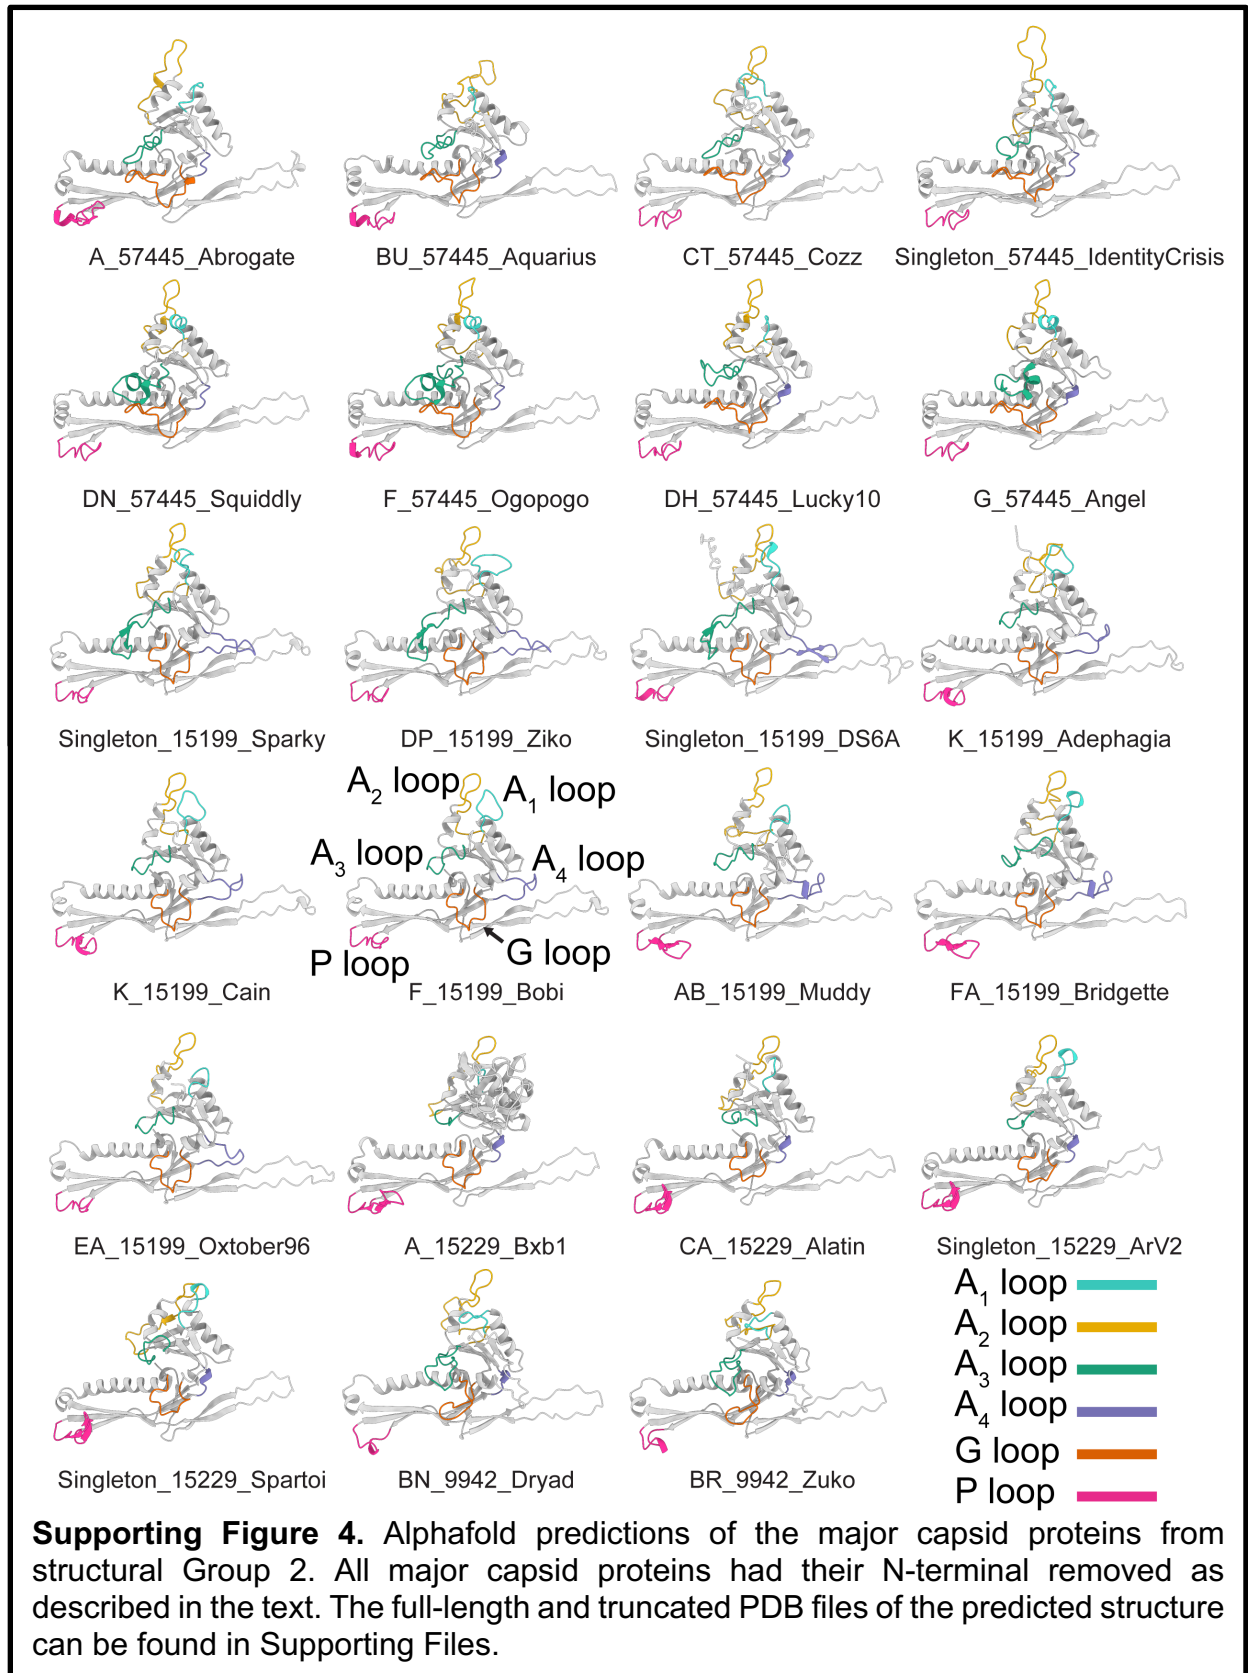 A_57445_Abrogate
BU_57445_Aquarius
CT_57445_Cozz
Singleton_57445_IdentityCrisis
DN_57445_Squiddly
F_57445_Ogopogo
DH_57445_Lucky10
G_57445_Angel
Singleton_15199_Sparky
DP_15199_Ziko
Singleton_15199_DS6A
K_15199_Adephagia
A₂ loop
A₁ loop
A₃ loop
A₄ loop
P loop
G loop
K_15199_Cain
F_15199_Bobi
AB_15199_Muddy
FA_15199_Bridgette
EA_15199_Oxtober96
A_15229_Bxb1
CA_15229_Alatin
Singleton_15229_ArV2
Singleton_15229_Spartoi
BN_9942_Dryad
BR_9942_Zuko
A₁ loop
A₂ loop
A₃ loop
A₄ loop
G loop
P loop
Supporting Figure 4. Alphafold predictions of the major capsid proteins from
structural Group 2. All major capsid proteins had their N-terminal removed as
described in the text. The full-length and truncated PDB files of the predicted structure
can be found in Supporting Files.